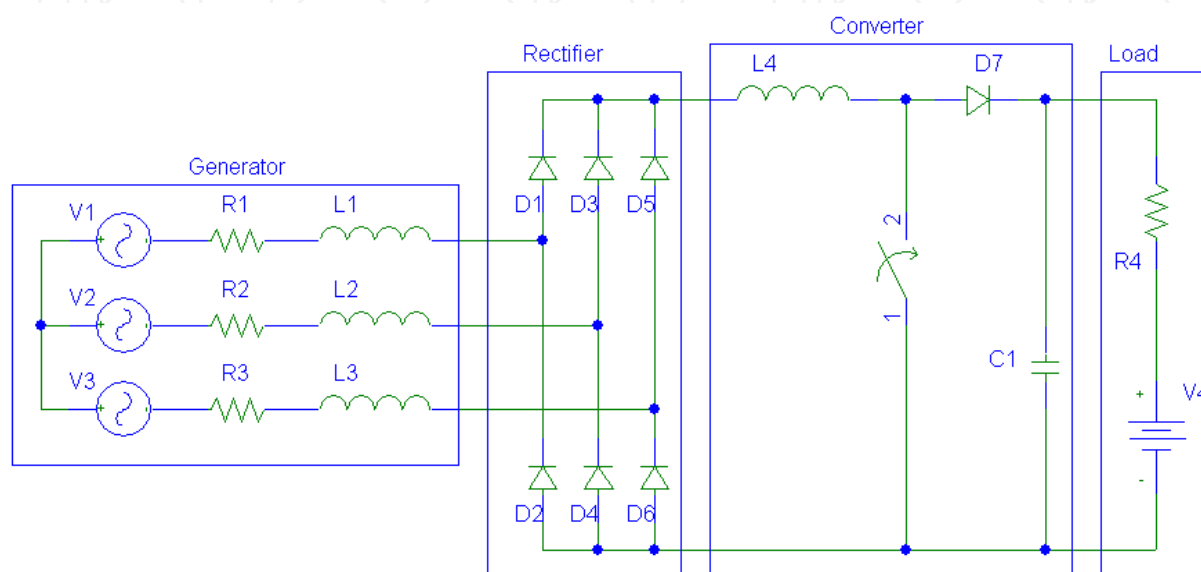 Converter
Rectifier
Load
L4
D7
Generator
D1
D3
D5
V1
R1
L1
2
R4
V2
R2
L2
1
C1
V3
R3
L3
+
V4
-
D2
D4
D6